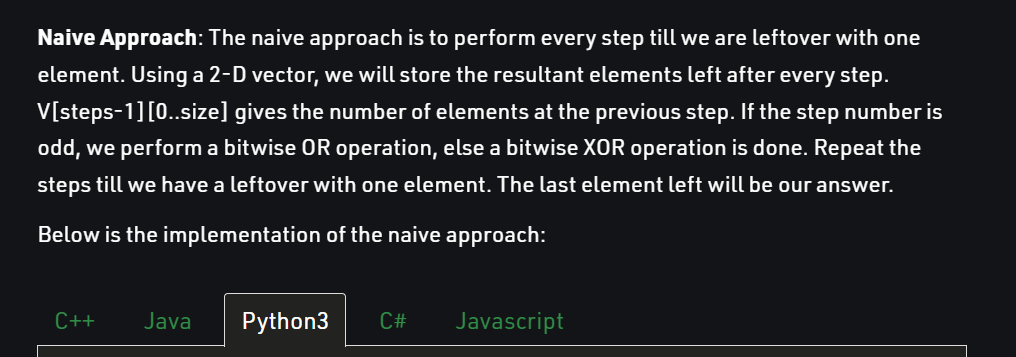 Naive Approach: The naive approach is to perform every step till we are leftover with one
element. Using a 2-D vector, we will store the resultant elements left after every step.
V[steps-1][0..size] gives the number of elements at the previous step. If the step number is
odd, we perform a bitwise OR operation, else a bitwise XOR operation is done. Repeat the
steps till we have a leftover with one element. The last element left will be our answer.
Below is the implementation of the naive approach:
C++ Java Python3 C# Javascript